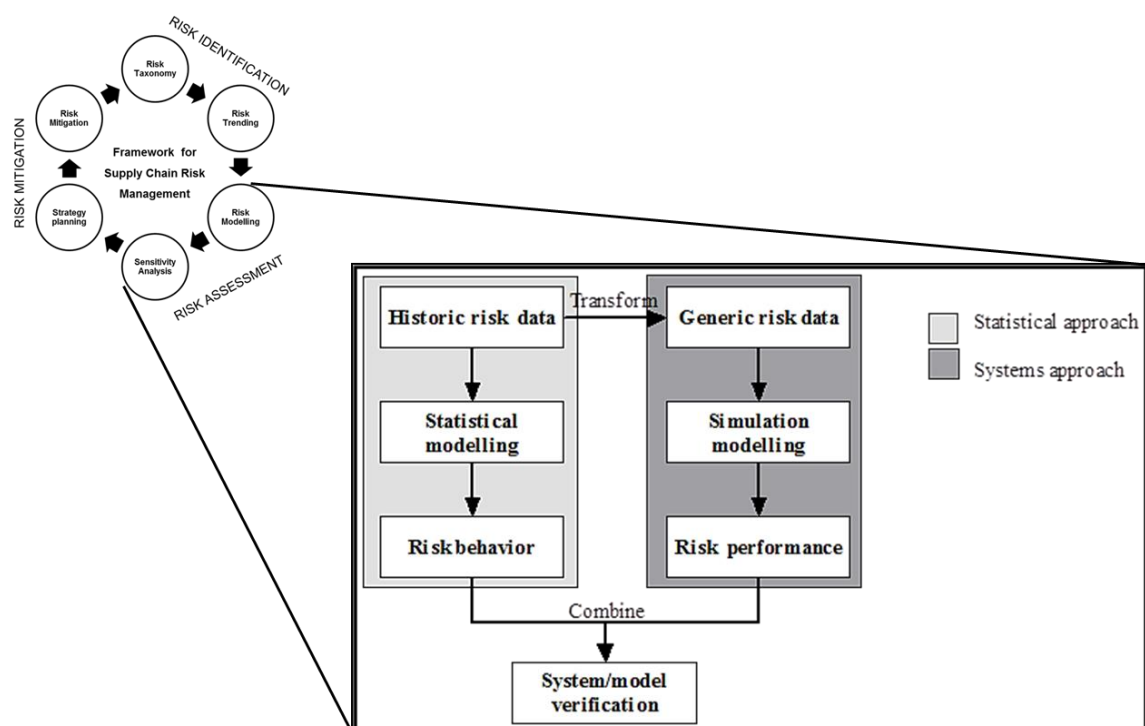 RISK IDENTIFICATION
Risk
Taxonomy
Risk
Mitigation
Risk
Trending
RISK MITIGATION
Framework for
Supply Chain Risk
Management
Strategy
planning
Risk
Modelling
Sensitivity
Analysis
RISK ASSESSMENT
Historic risk data
Transform
Generic risk data
Statistical approach
Systems approach
Statistical
modelling
Simulation
modelling
Risk behavior
Risk performance
Combine
System/model
verification